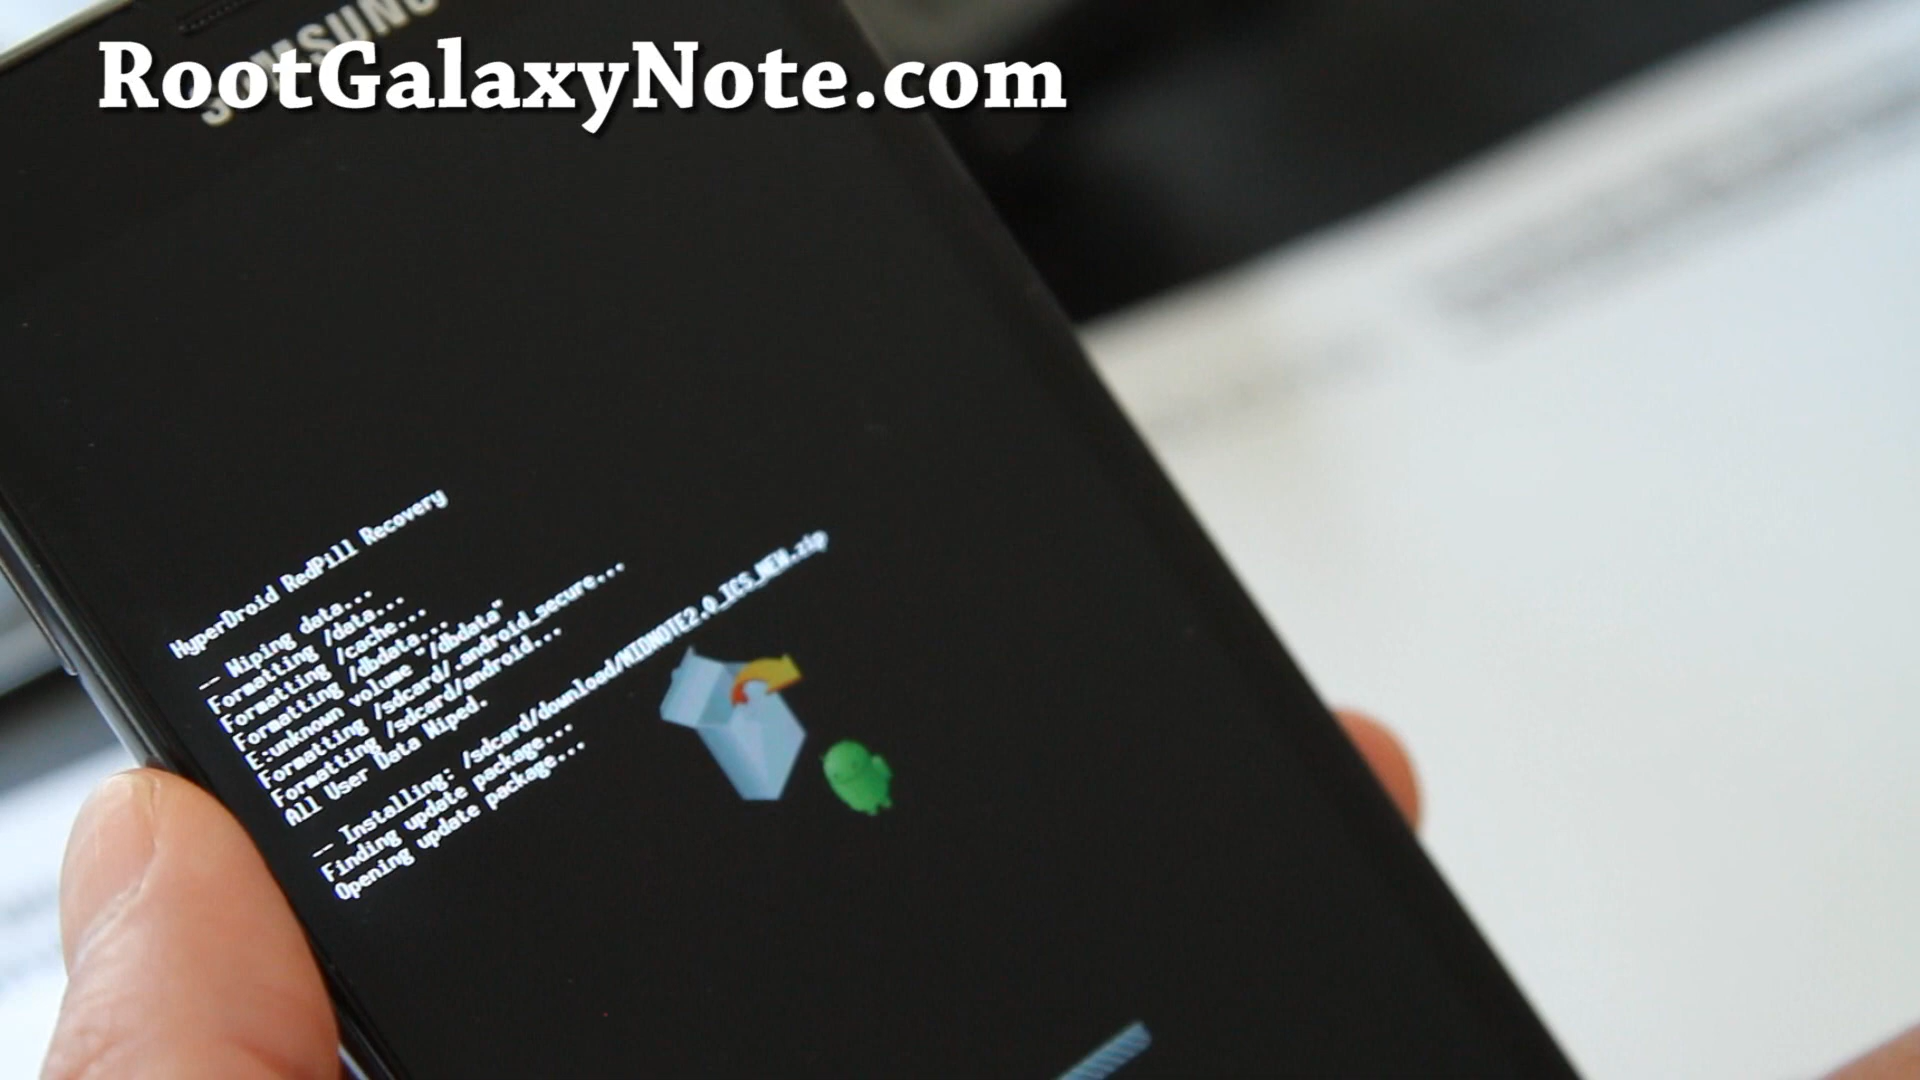 RootGalaxyNote.com
SAMSUNG
HyperDroid RedPill Recovery
-- Wiping data...
Formatting /data...
Formatting /cache...
Formatting /dbdata...
E:unknown volume "/dbdata"
Formatting /sdcard/.android_secure...
Formatting /sdcard/android...
All User Data Wiped.
-- Installing: /sdcard/download/MIDNOTE2.0_ICS_NEW.zip
Finding update package...
Opening update package...